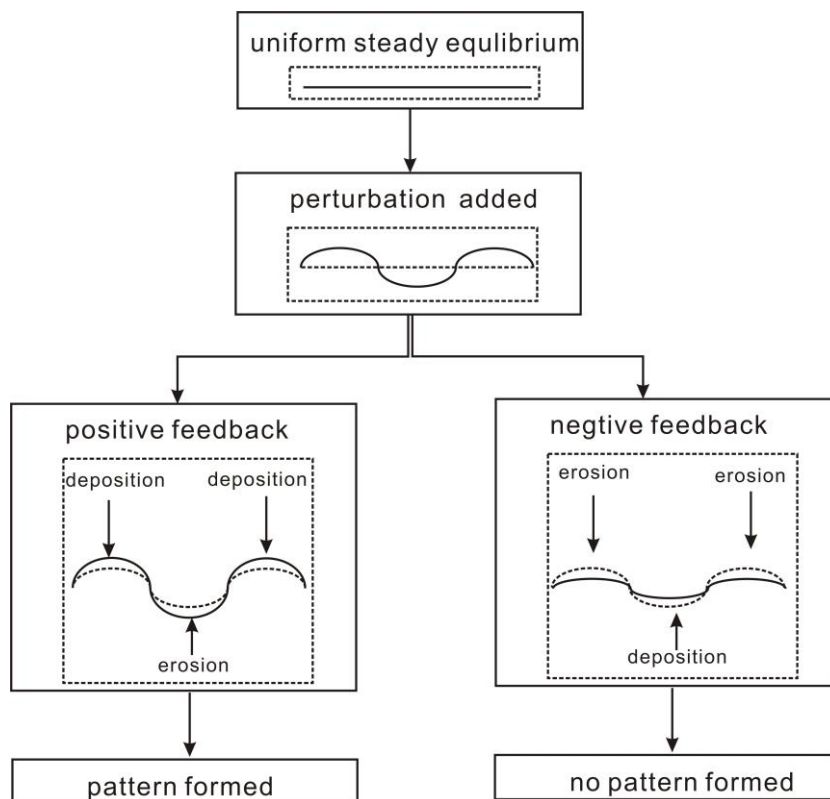 uniform steady equlibrium
perturbation added
positive feedback
deposition deposition
erosion
pattern formed
negtive feedback
erosion
erosion
deposition
no pattern formed